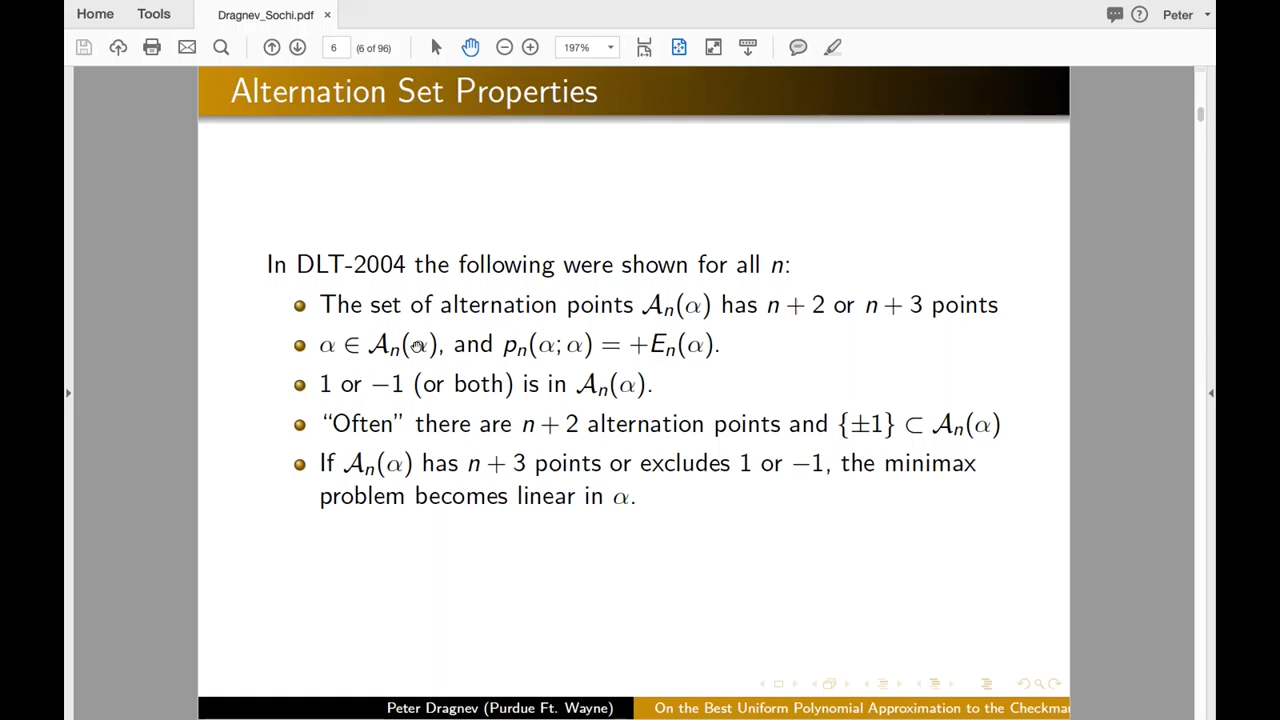 Home Tools Dragnev_Sochi.pdf × Peter
6 (6 of 96) 197%
Alternation Set Properties
In DLT-2004 the following were shown for all n:
The set of alternation points 𝒜ₙ(α) has n + 2 or n + 3 points
α ∈ 𝒜ₙ(α), and pₙ(α; α) = +Eₙ(α).
1 or −1 (or both) is in 𝒜ₙ(α).
“Often” there are n + 2 alternation points and {±1} ⊂ 𝒜ₙ(α)
If 𝒜ₙ(α) has n + 3 points or excludes 1 or −1, the minimax
problem becomes linear in α.
Peter Dragnev (Purdue Ft. Wayne) On the Best Uniform Polynomial Approximation to the Checkma